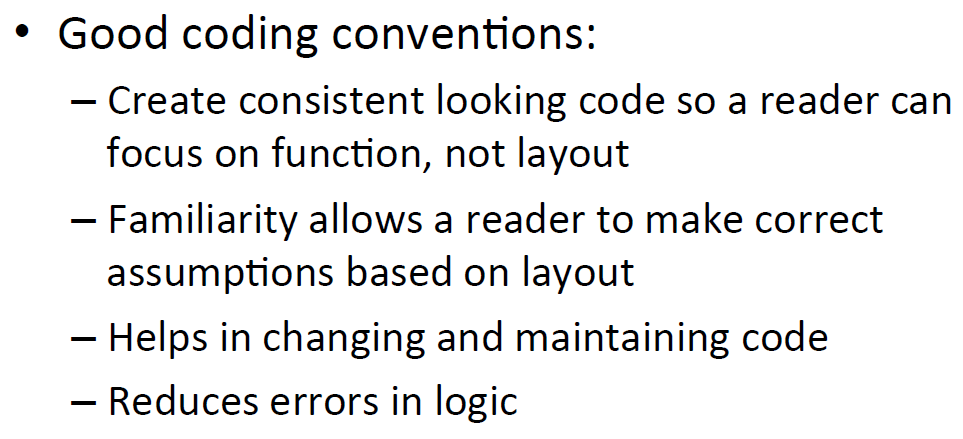 • Good coding conventions:
– Create consistent looking code so a reader can
focus on function, not layout
– Familiarity allows a reader to make correct
assumptions based on layout
– Helps in changing and maintaining code
– Reduces errors in logic